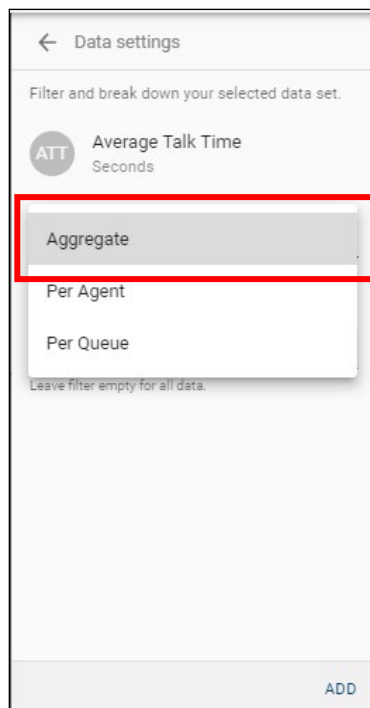 Data settings
Filter and break down your selected data set.
ATT
Average Talk Time
Seconds
Aggregate
Per Agent
Per Queue
Leave filter empty for all data.
ADD